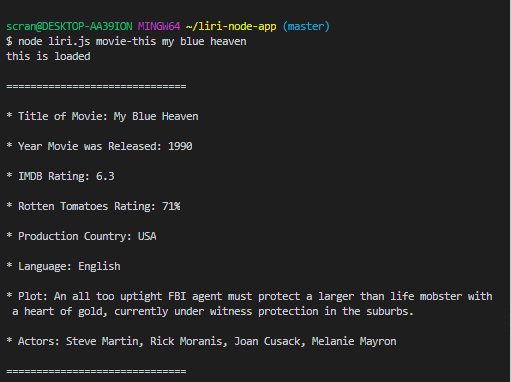 scran@DESKTOP-AA39ION MINGW64 ~/liri-node-app (master)
$ node liri.js movie-this my blue heaven
this is loaded
==============================
* Title of Movie: My Blue Heaven
* Year Movie was Released: 1990
* IMDB Rating: 6.3
* Rotten Tomatoes Rating: 71%
* Production Country: USA
* Language: English
* Plot: An all too uptight FBI agent must protect a larger than life mobster with
a heart of gold, currently under witness protection in the suburbs.
* Actors: Steve Martin, Rick Moranis, Joan Cusack, Melanie Mayron
==============================